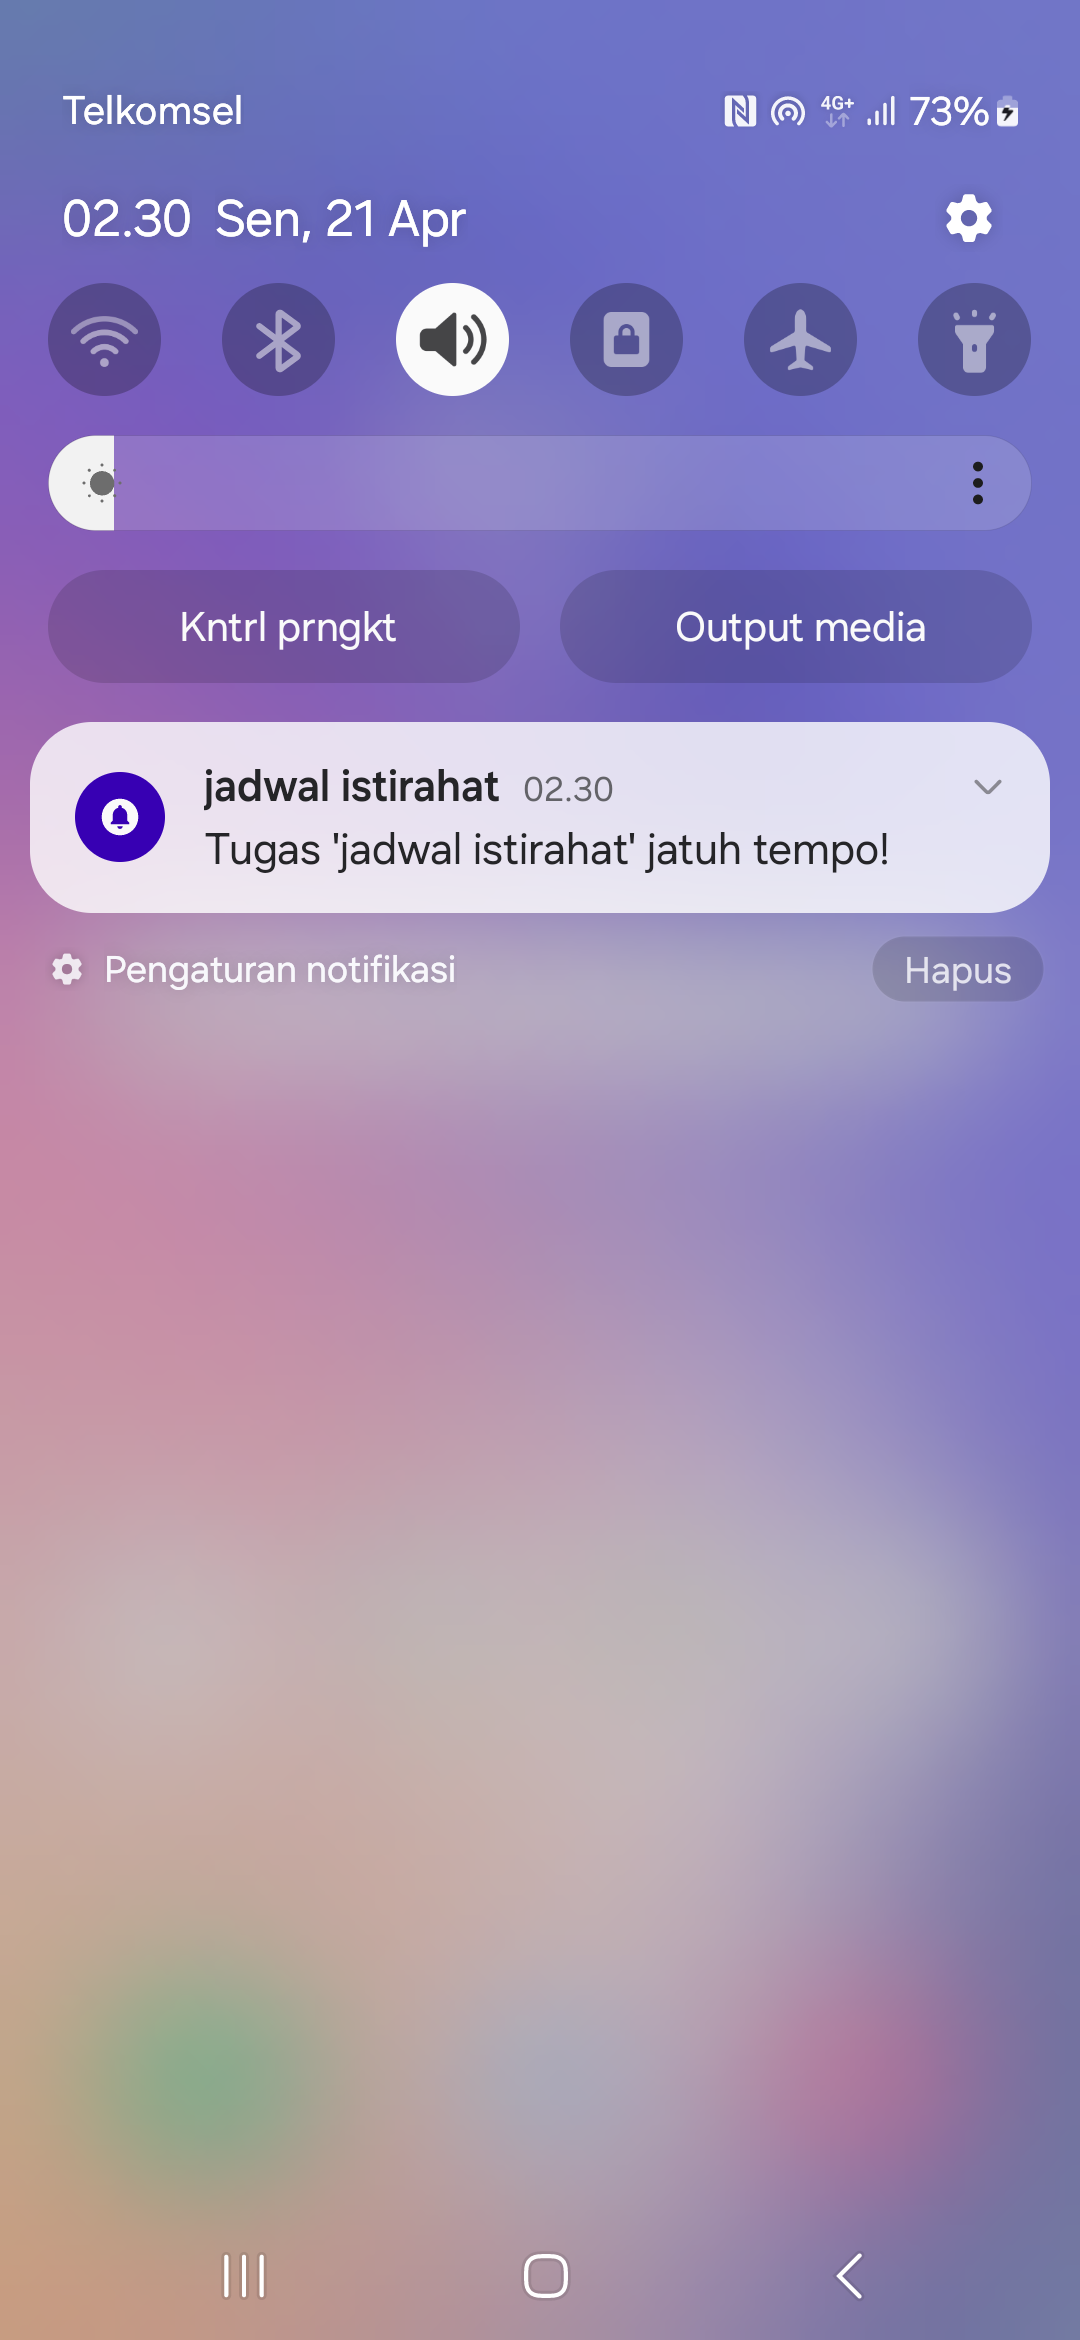 Telkomsel 4G+ 73%
02.30 Sen, 21 Apr
Kntrl prngkt Output media
jadwal istirahat 02.30
Tugas 'jadwal istirahat' jatuh tempo!
Pengaturan notifikasi Hapus